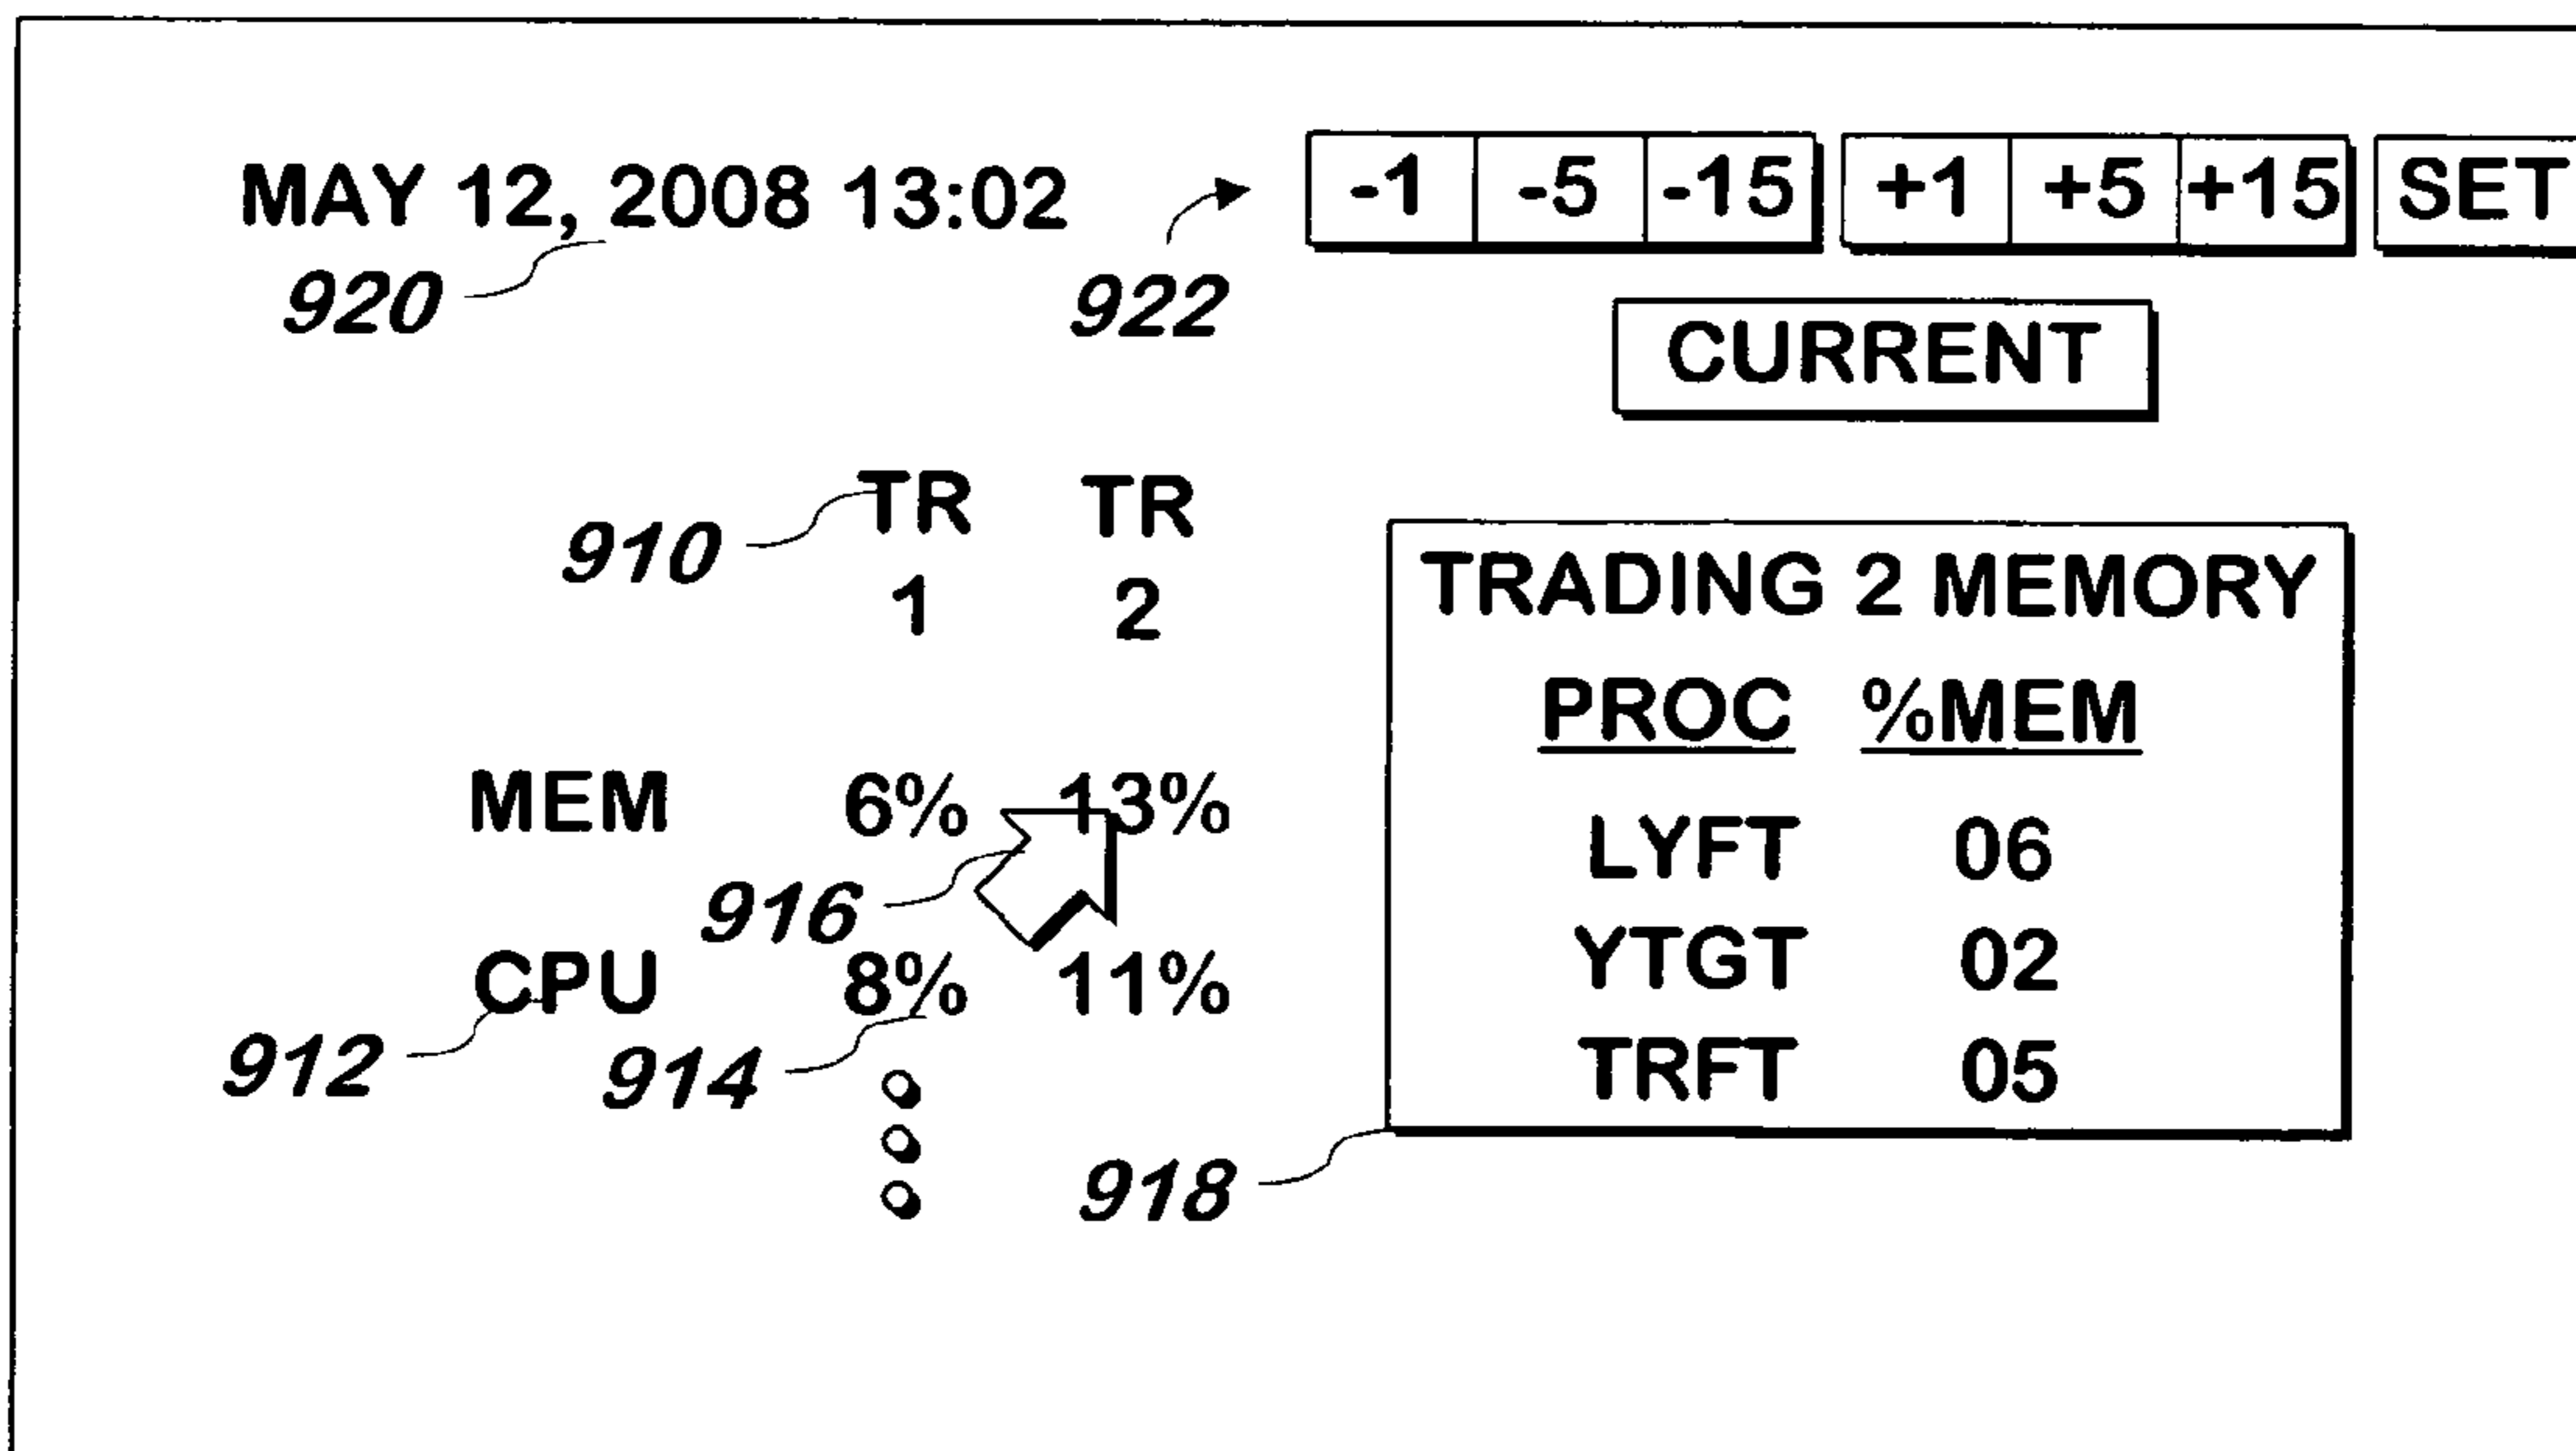 MAY 12, 2008 13:02 -1 -5 -15 +1 +5 +15 SET
920 922
CURRENT
910 TR TR
1 2
TRADING 2 MEMORY
PROC %MEM
MEM 6% 13%
LYFT 06
916
CPU 8% 11%
YTGT 02
912 914
TRFT 05
918